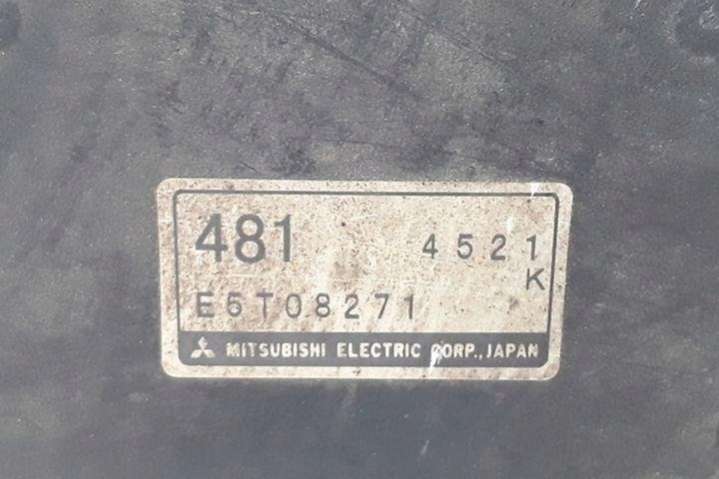 481 4521
K
E5T08271
MITSUBISHI ELECTRIC CORP., JAPAN